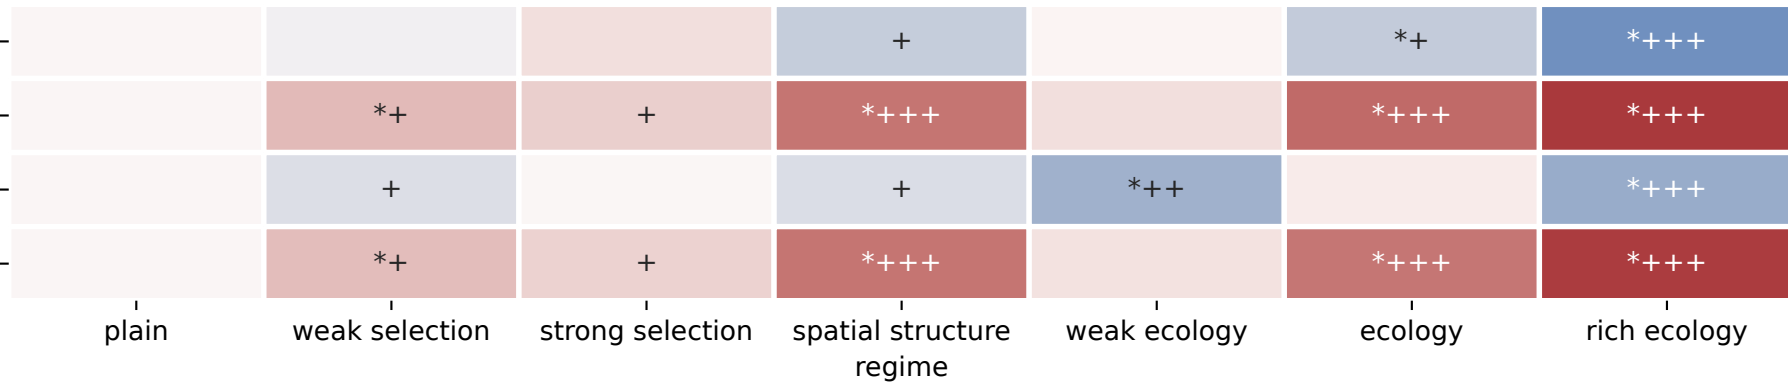 + *+ *+++
*+ + *+++ *+++ *+++
+ + *++ *+++
*+ + *+++ *+++ *+++
plain weak selection strong selection spatial structure weak ecology ecology rich ecology
regime